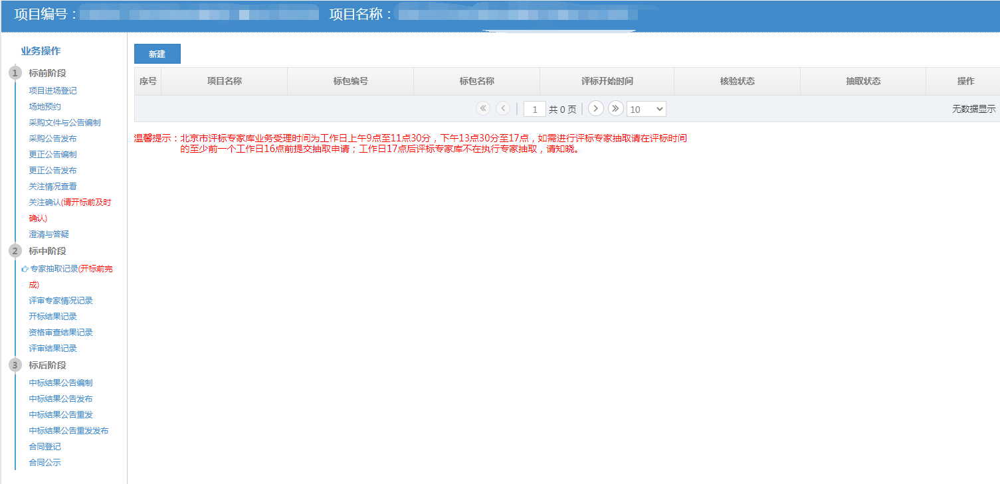 项目编号： 项目名称：
业务操作
1 标前阶段
项目进场登记
场地预约
采购文件与公告编制
采购公告发布
更正公告编制
更正公告发布
关注情况查看
关注确认(请开标前及时
确认)
澄清与答疑
2 标中阶段
专家抽取记录(开标前完
成)
评审专家情况记录
开标结果记录
资格审查结果记录
评审结果记录
3 标后阶段
中标结果公告编制
中标结果公告发布
中标结果公告重发
中标结果公告重发发布
合同登记
合同公示
新建
序号 项目名称 标包编号 标包名称 评标开始时间 核验状态 抽取状态 操作
1 共 0 页 10 无数据显示
温馨提示：北京市评标专家库业务受理时间为工作日上午9点至11点30分，下午13点30分至17点，如需进行评标专家抽取请在评标时间
的至少前一个工作日16点前提交抽取申请；工作日17点后评标专家库不在执行专家抽取，请知晓。